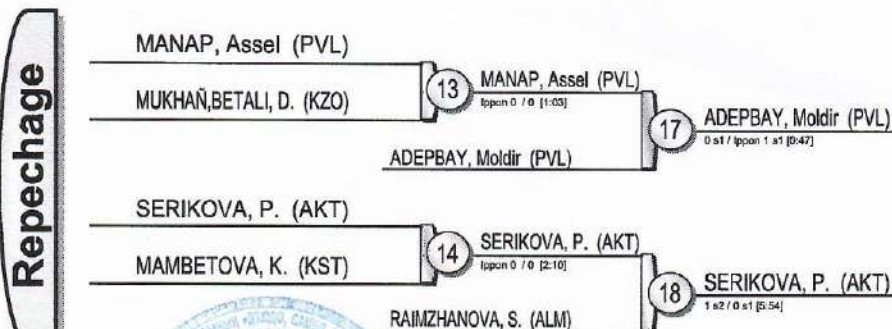 Repechage
MANAP, Assel (PVL)
MUKHAÑ,BETALI, D. (KZO)
13
MANAP, Assel (PVL)
Ippon 0 / 0 [1:03]
ADEPBAY, Moldir (PVL)
17
ADEPBAY, Moldir (PVL)
0 s1 / Ippon 1 s1 [0:47]
SERIKOVA, P. (AKT)
MAMBETOVA, K. (KST)
14
SERIKOVA, P. (AKT)
Ippon 0 / 0 [2:10]
RAIMZHANOVA, S. (ALM)
18
SERIKOVA, P. (AKT)
1 s2 / 0 s1 [5:54]